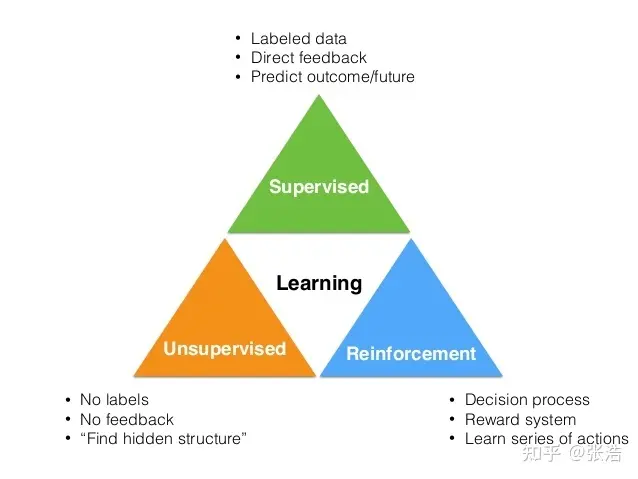 • Labeled data
• Direct feedback
• Predict outcome/future
Supervised
Learning
Unsupervised
Reinforcement
• No labels
• No feedback
• “Find hidden structure”
• Decision process
• Reward system
• Learn series of actions
知乎 @张浩